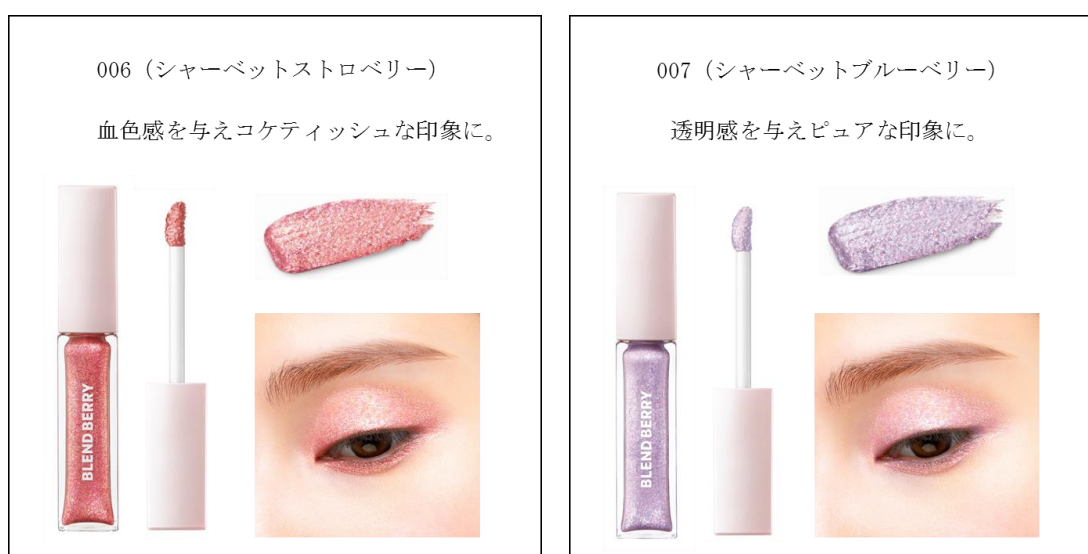 006（シャーベットストロベリー）
血色感を与えコケティッシュな印象に。
BLEND BERRY
007（シャーベットブルーベリー）
透明感を与えピュアな印象に。
BLEND BERRY